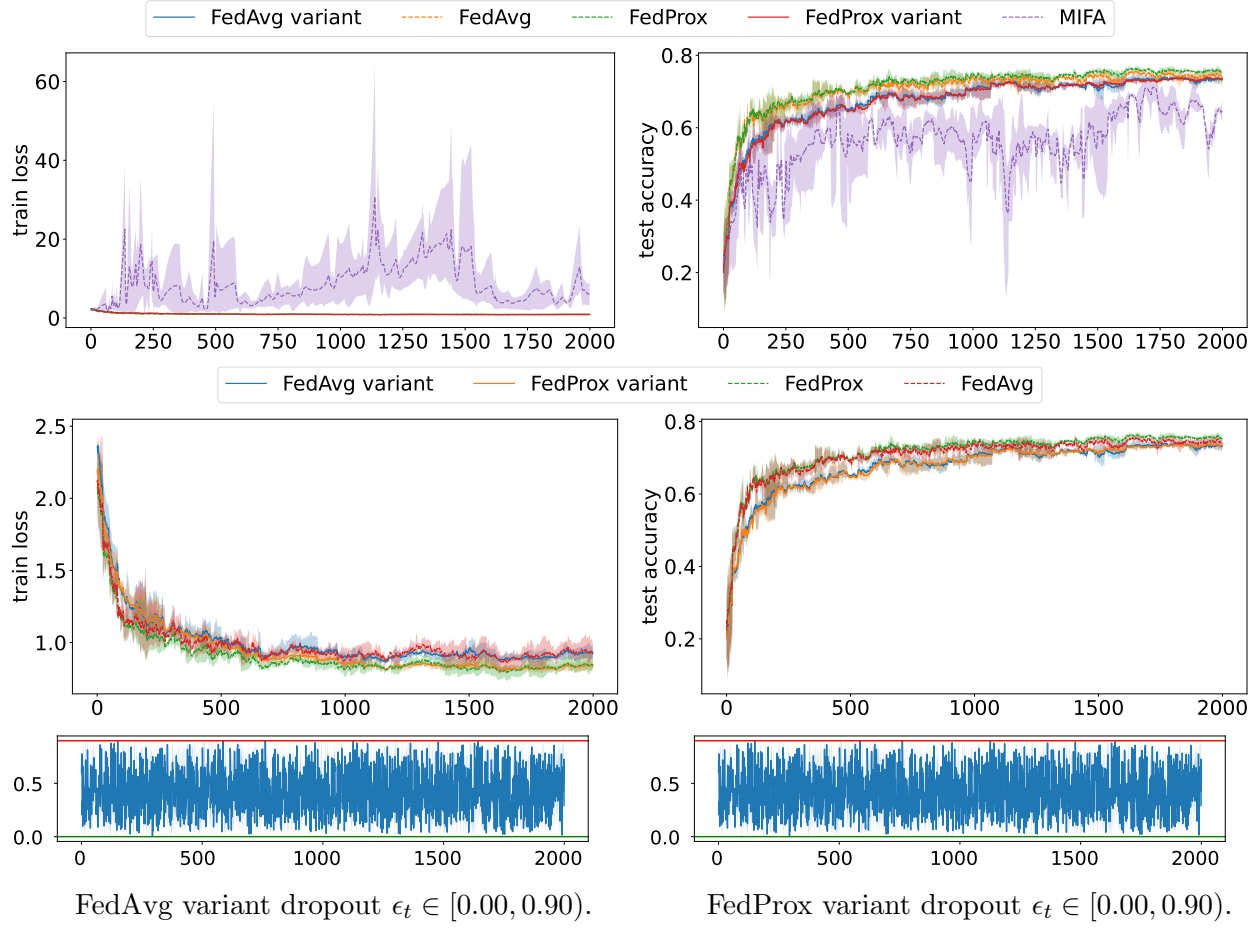 FedAvg variant FedAvg FedProx FedProx variant MIFA
train loss
60
40
20
0
0 250 500 750 1000 1250 1500 1750 2000
test accuracy
0.8
0.6
0.4
0.2
0 250 500 750 1000 1250 1500 1750 2000
FedAvg variant FedProx variant FedProx FedAvg
train loss
2.5
2.0
1.5
1.0
0 500 1000 1500 2000
test accuracy
0.8
0.6
0.4
0.2
0 500 1000 1500 2000
0.5
0.0
0 500 1000 1500 2000
0.5
0.0
0 500 1000 1500 2000
FedAvg variant dropout ϵ_t ∈ [0.00, 0.90).
FedProx variant dropout ϵ_t ∈ [0.00, 0.90).